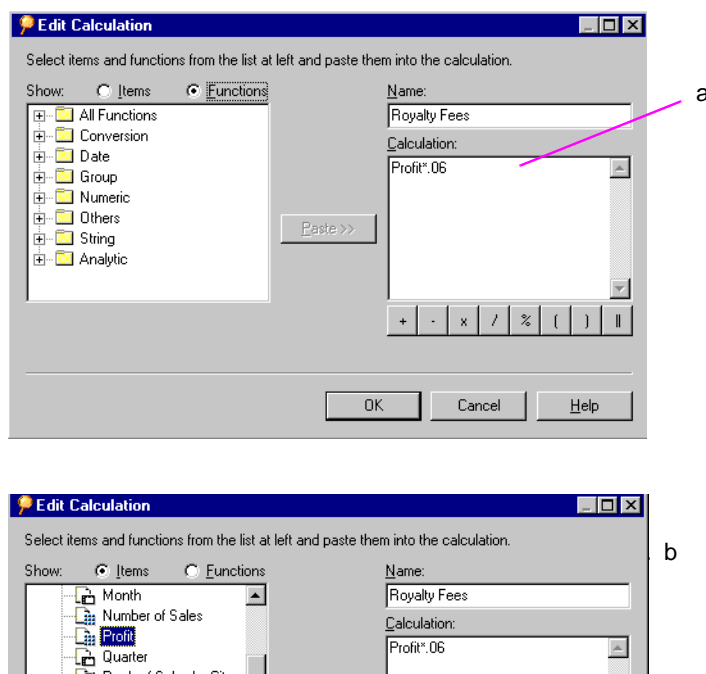 Edit Calculation
Select items and functions from the list at left and paste them into the calculation.
Show: Items Functions
All Functions
Conversion
Date
Group
Numeric
Others
String
Analytic
Paste >>
Name:
Royalty Fees
Calculation:
Profit*.06
+ - x / % ( ) ||
OK Cancel Help
a
Edit Calculation
Select items and functions from the list at left and paste them into the calculation.
Show: Items Functions
Month
Number of Sales
Profit
Quarter
Name:
Royalty Fees
Calculation:
Profit*.06
b